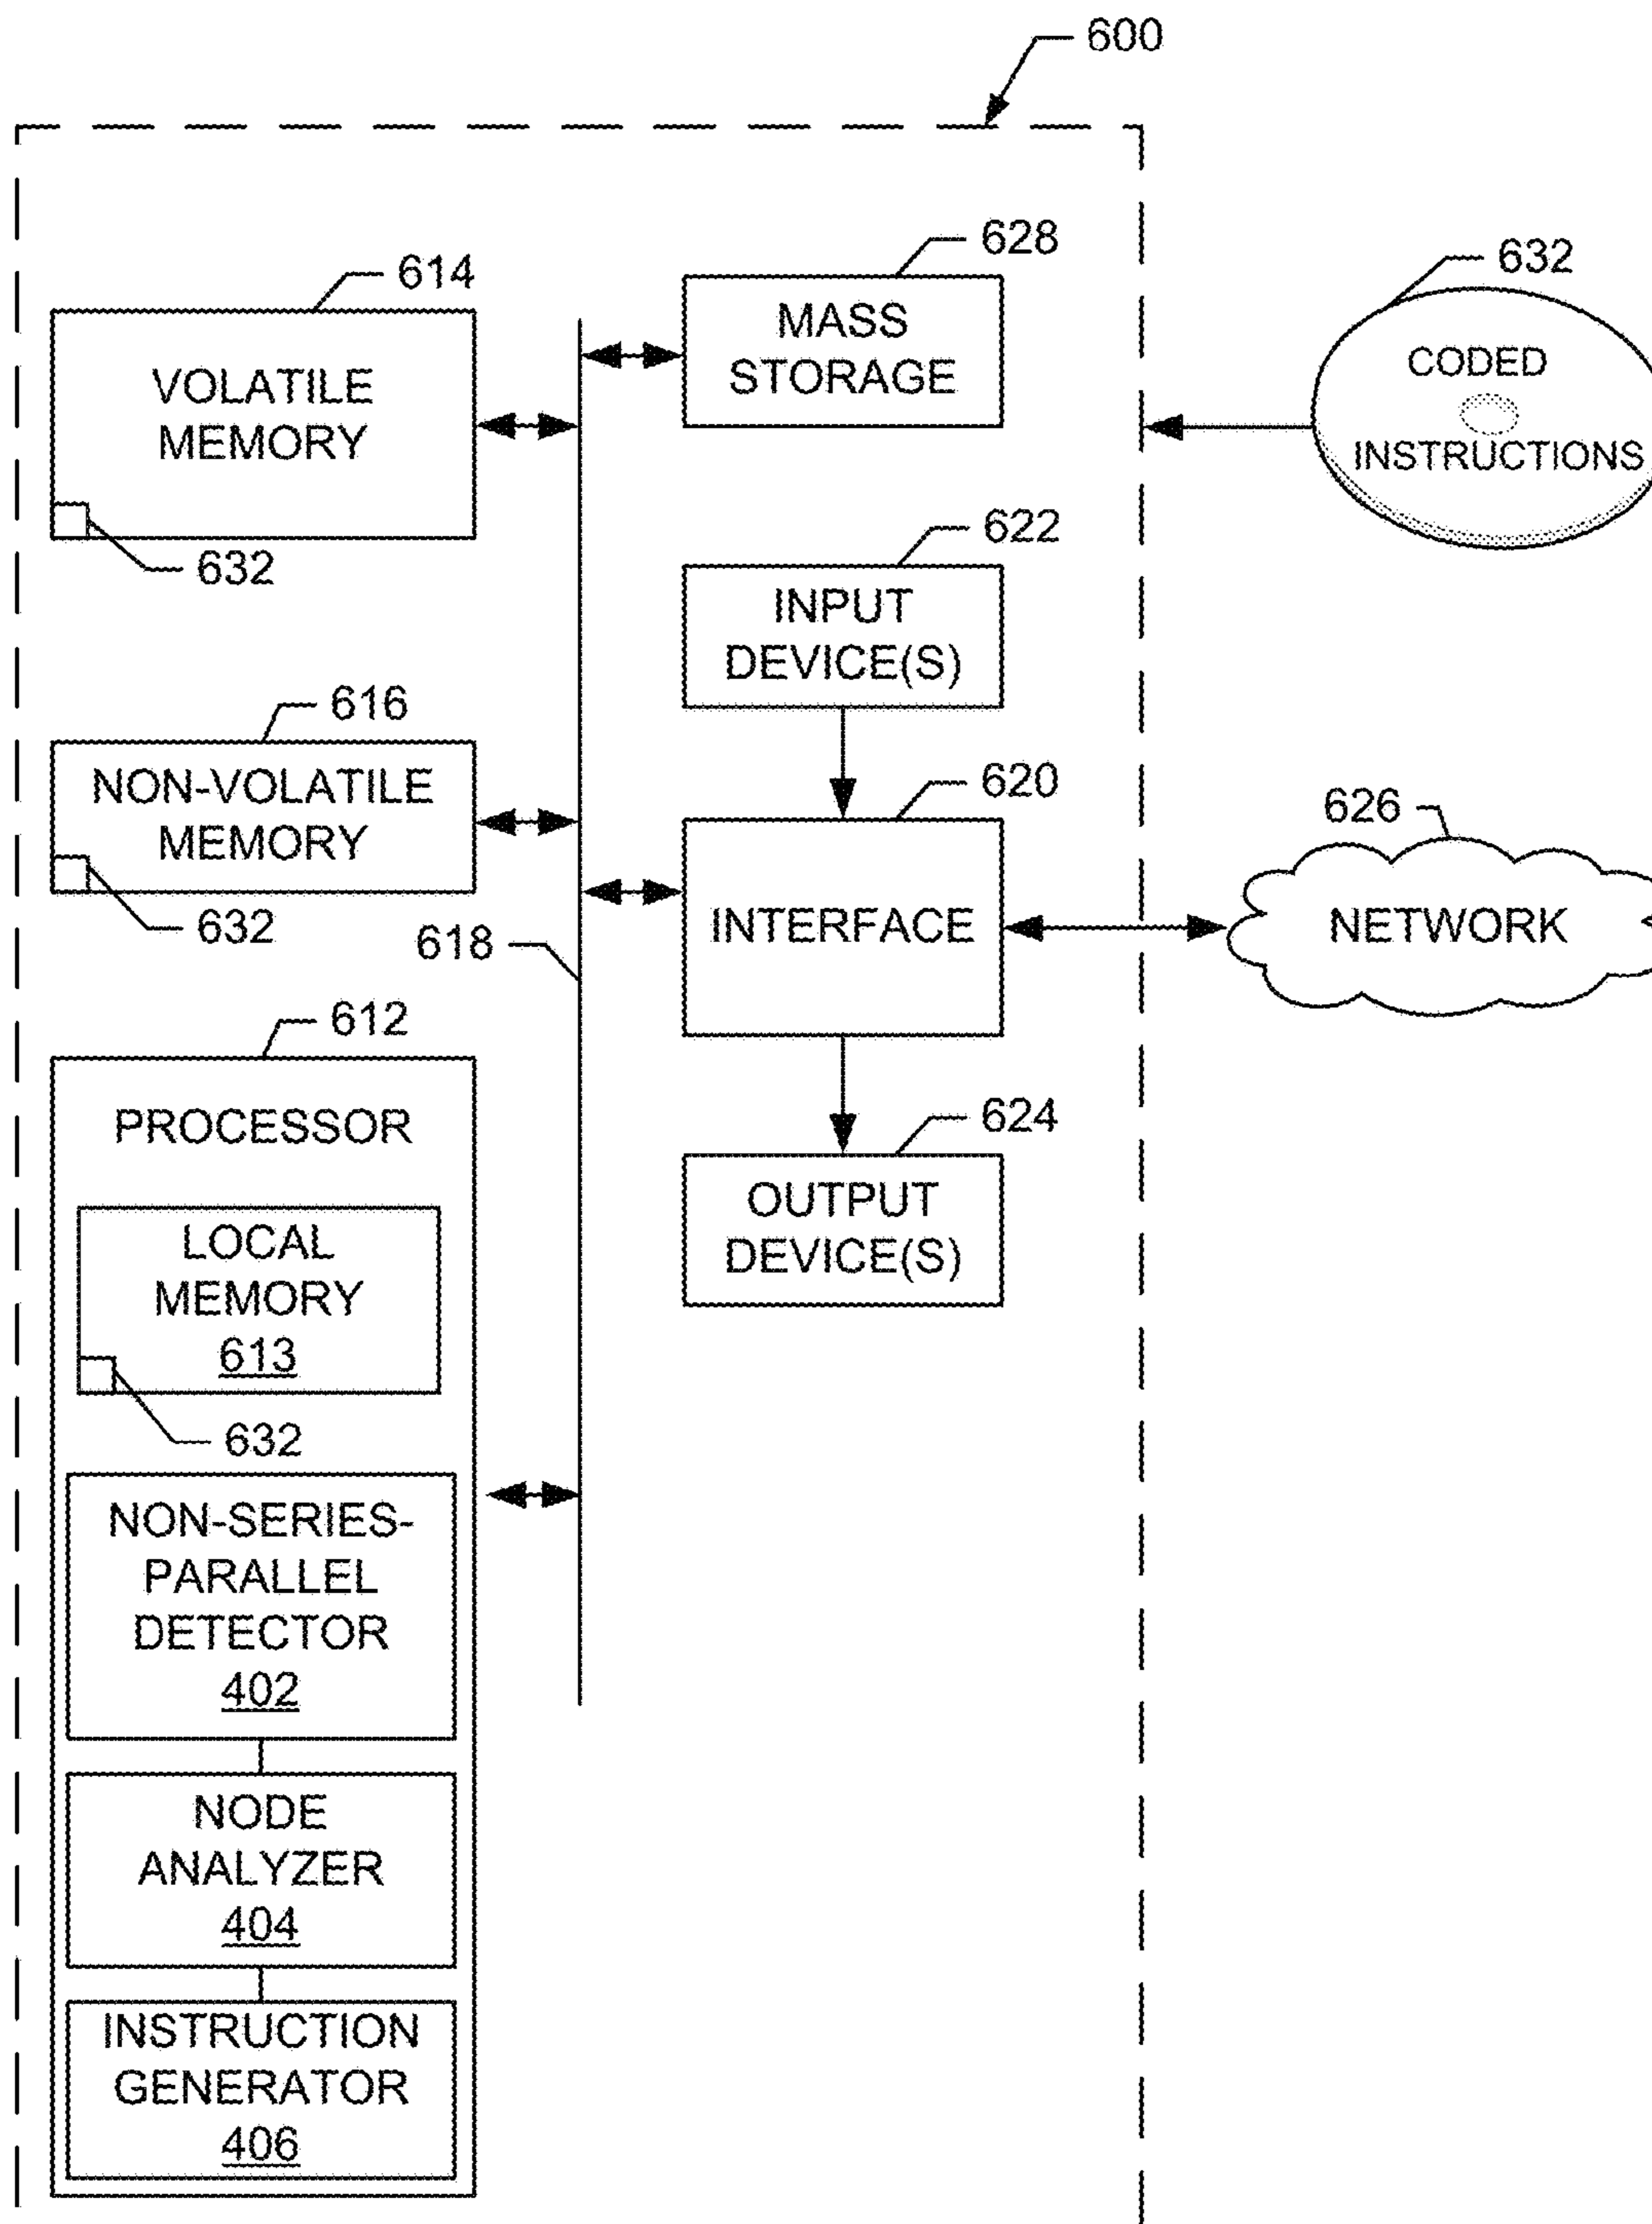 600
628
MASS
STORAGE
614
VOLATILE
MEMORY
632
632
CODED
INSTRUCTIONS
622
INPUT
DEVICE(S)
616
NON-VOLATILE
MEMORY
632
618
620
INTERFACE
626
NETWORK
612
PROCESSOR
LOCAL
MEMORY
613
632
624
OUTPUT
DEVICE(S)
NON-SERIES-
PARALLEL
DETECTOR
402
NODE
ANALYZER
404
INSTRUCTION
GENERATOR
406